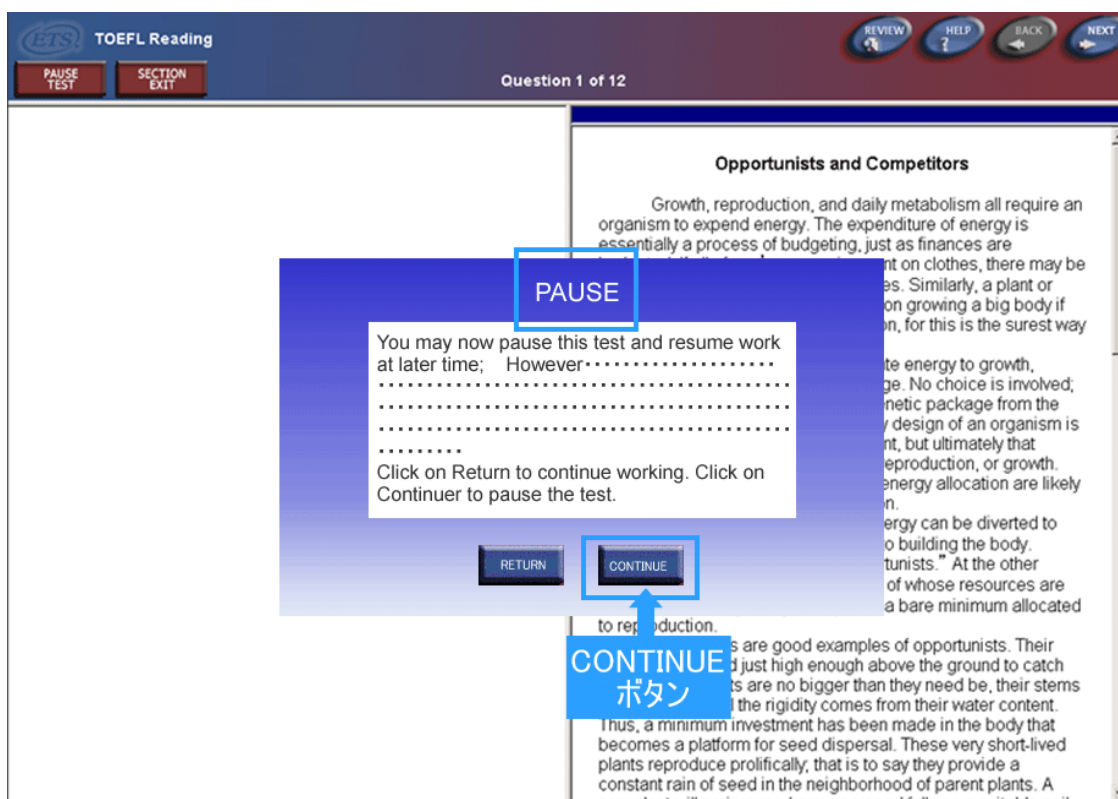 ETS
TOEFL Reading
REVIEW
HELP
?
BACK
NEXT
PAUSE
TEST
SECTION
EXIT
Question 1 of 12
Opportunists and Competitors
Growth, reproduction, and daily metabolism all require an
organism to expend energy. The expenditure of energy is
essentially a process of budgeting, just as finances are
nt on clothes, there may be
es. Similarly, a plant or
on growing a big body if
on, for this is the surest way
te energy to growth,
ge. No choice is involved;
enetic package from the
y design of an organism is
nt, but ultimately that
eproduction, or growth.
energy allocation are likely
n.
ergy can be diverted to
o building the body.
tunists.” At the other
of whose resources are
a bare minimum allocated
to reproduction.
s are good examples of opportunists. Their
d just high enough above the ground to catch
ts are no bigger than they need be, their stems
l the rigidity comes from their water content.
Thus, a minimum investment has been made in the body that
becomes a platform for seed dispersal. These very short-lived
plants reproduce prolifically; that is to say they provide a
constant rain of seed in the neighborhood of parent plants. A
PAUSE
You may now pause this test and resume work
at later time; However･････････････････････
･･･････････････････････････････････････････
･･･････････････････････････････････････････
･･･････････････････････････････････････････
･････････
Click on Return to continue working. Click on
Continuer to pause the test.
RETURN
CONTINUE
CONTINUE
ボタン